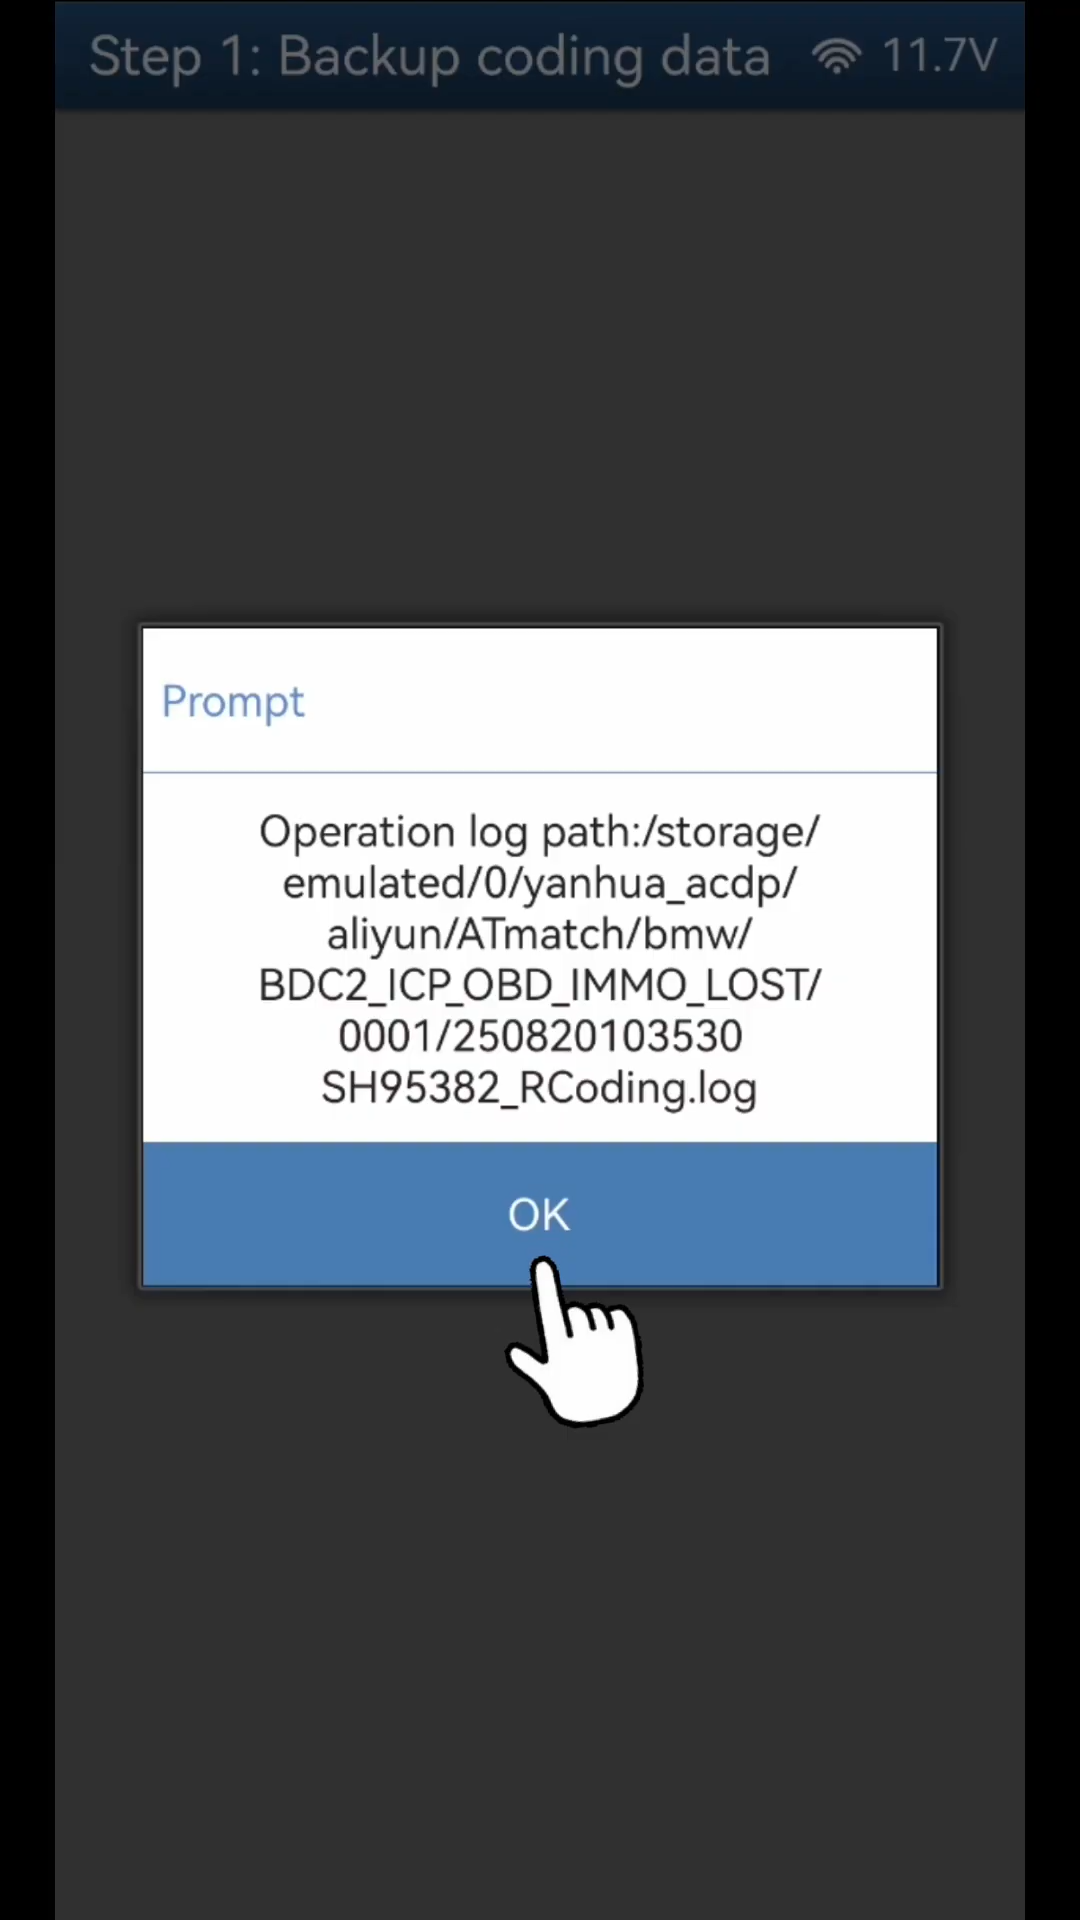 Step 1: Backup coding data 11.7V
Prompt
Operation log path:/storage/
emulated/0/yanhua_acdp/
aliyun/ATmatch/bmw/
BDC2_ICP_OBD_IMMO_LOST/
0001/250820103530
SH95382_RCoding.log
OK